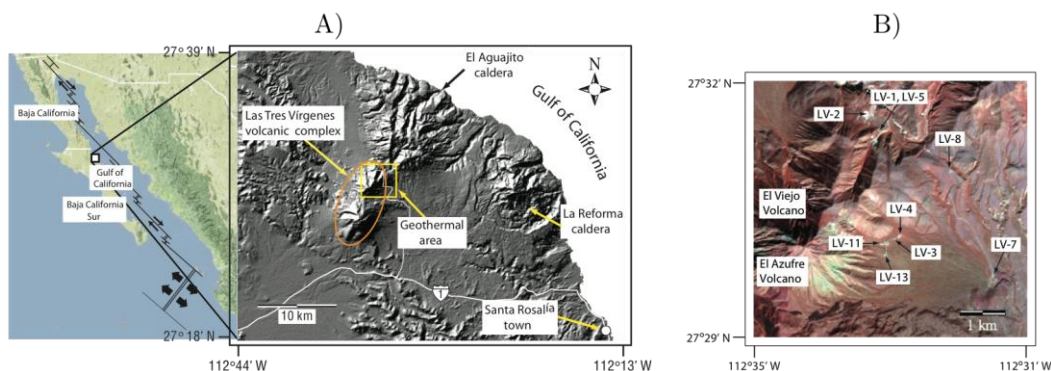 A)
B)
27° 39' N
El Aguajito
caldera
N
Gulf of California
Las Tres Vírgenes
volcanic complex
Baja California
Gulf of
California
Baja California
Sur
Geothermal
area
La Reforma
caldera
1
10 km
Santa Rosalía
town
27° 18' N
112° 44' W
112° 13' W
27° 32' N
LV-1, LV-5
LV-2
LV-8
El Viejo
Volcano
LV-4
LV-11
LV-3
LV-7
El Azufre
Volcano
LV-13
1 km
27° 29' N
112° 35' W
112° 31' W